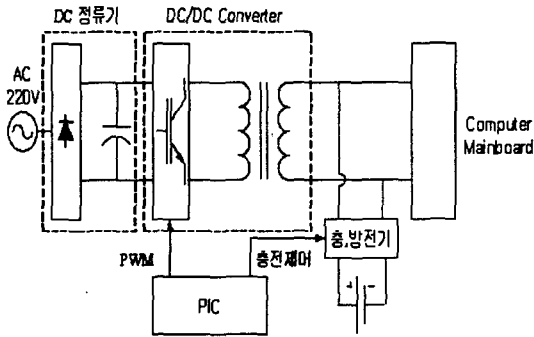 DC 정류기
DC/DC Converter
AC
220V
Computer
Mainboard
충,방전기
PWM
충전제어
+ -
PIC